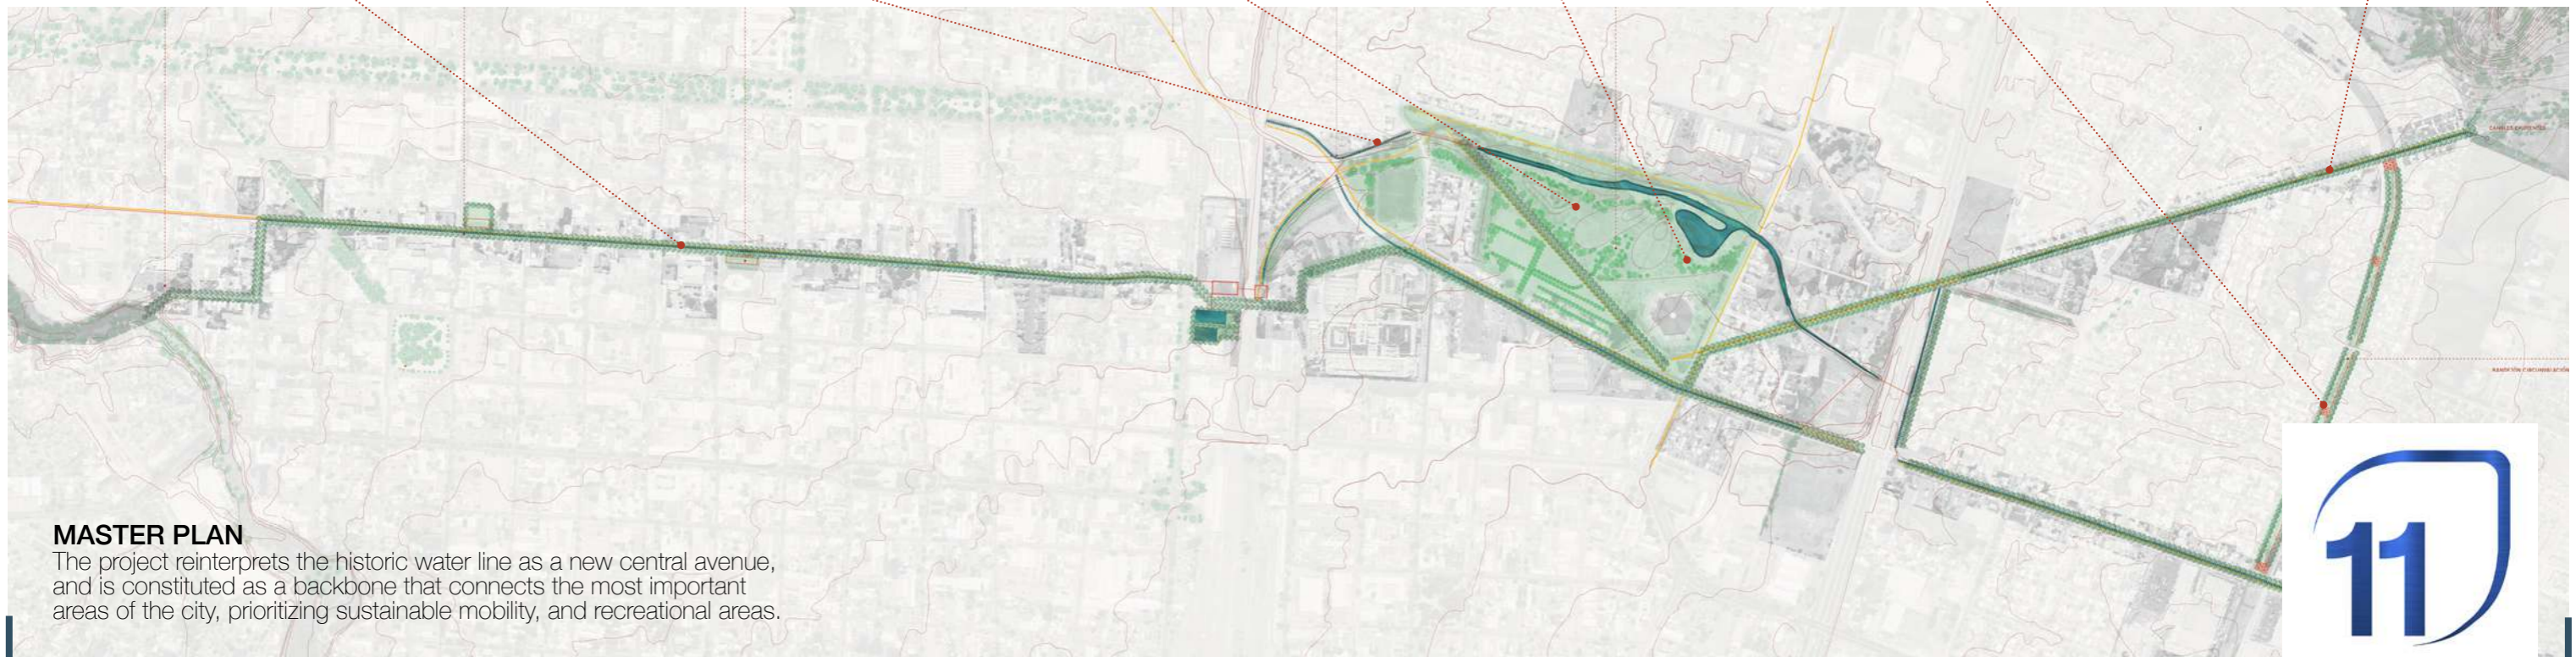 MASTER PLAN
The project reinterprets the historic water line as a new central avenue,
and is constituted as a backbone that connects the most important
areas of the city, prioritizing sustainable mobility, and recreational areas.
11